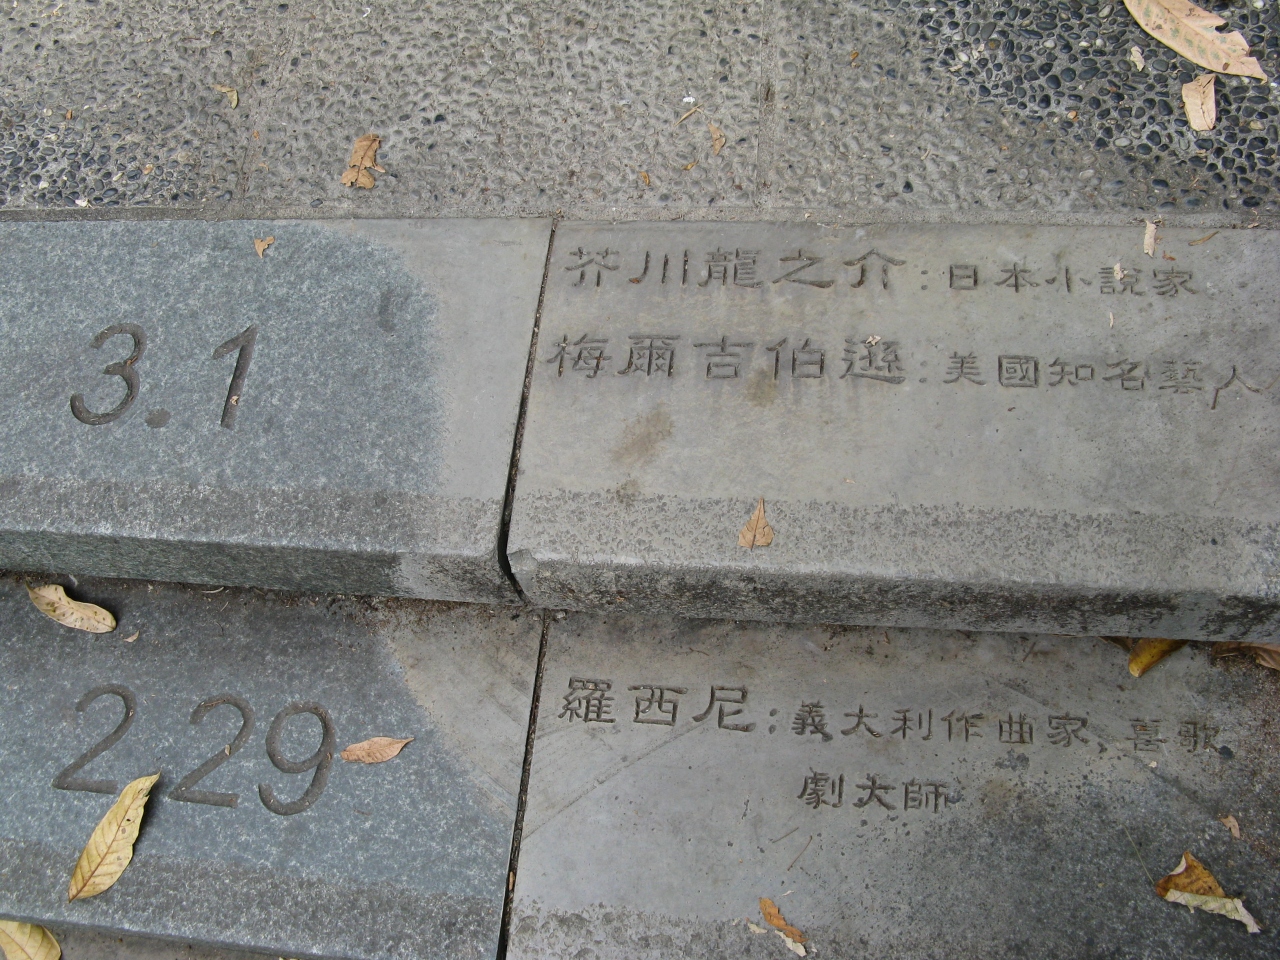 3.1
芥川龍之介:日本小說家
梅爾吉伯遜:美國知名藝人
2 29
羅西尼:義大利作曲家,喜歌
劇大師